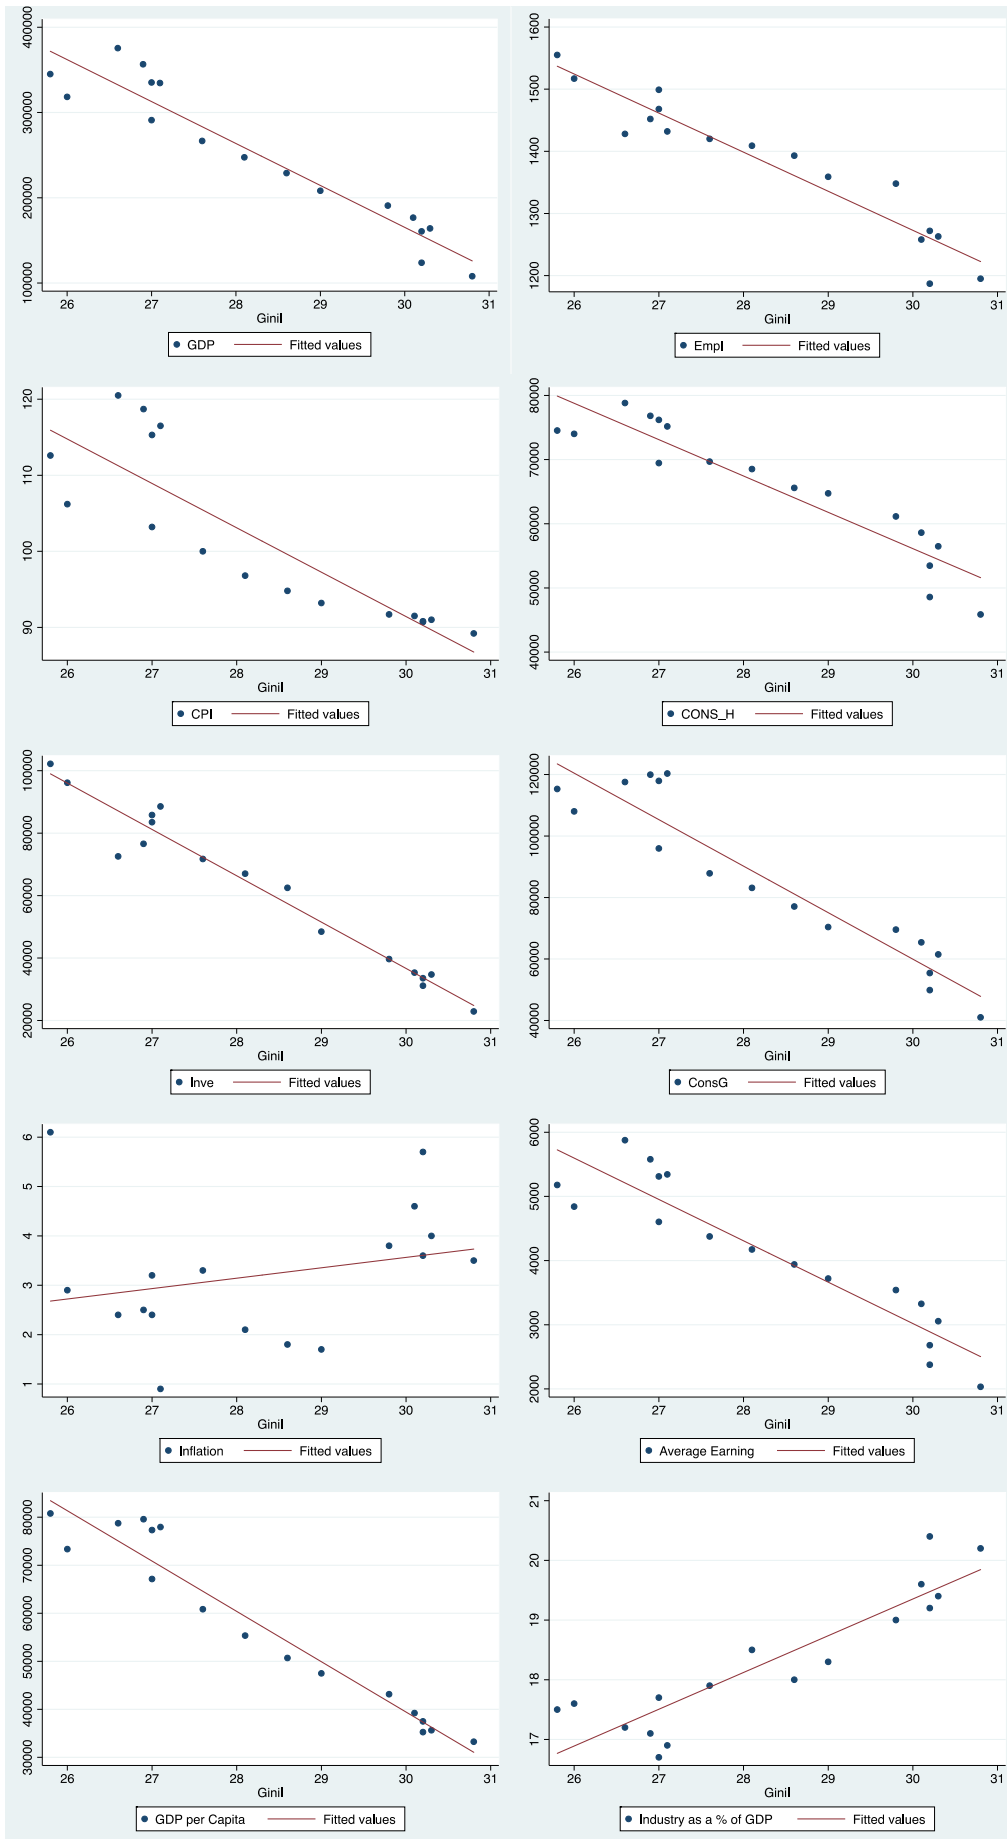 400000
300000
200000
100000
26 27 28 29 30 31
Ginil
GDP Fitted values
1600
1500
1400
1300
1200
26 27 28 29 30 31
Ginil
Empl Fitted values
120
110
100
90
26 27 28 29 30 31
Ginil
CPI Fitted values
80000
70000
60000
50000
40000
26 27 28 29 30 31
Ginil
CONS_H Fitted values
100000
80000
60000
40000
20000
26 27 28 29 30 31
Ginil
Inve Fitted values
120000
100000
80000
60000
40000
26 27 28 29 30 31
Ginil
ConsG Fitted values
6
5
4
3
2
1
26 27 28 29 30 31
Ginil
Inflation Fitted values
6000
5000
4000
3000
2000
26 27 28 29 30 31
Ginil
Average Earning Fitted values
80000
70000
60000
50000
40000
30000
26 27 28 29 30 31
Ginil
GDP per Capita Fitted values
21
20
19
18
17
26 27 28 29 30 31
Ginil
Industry as a % of GDP Fitted values